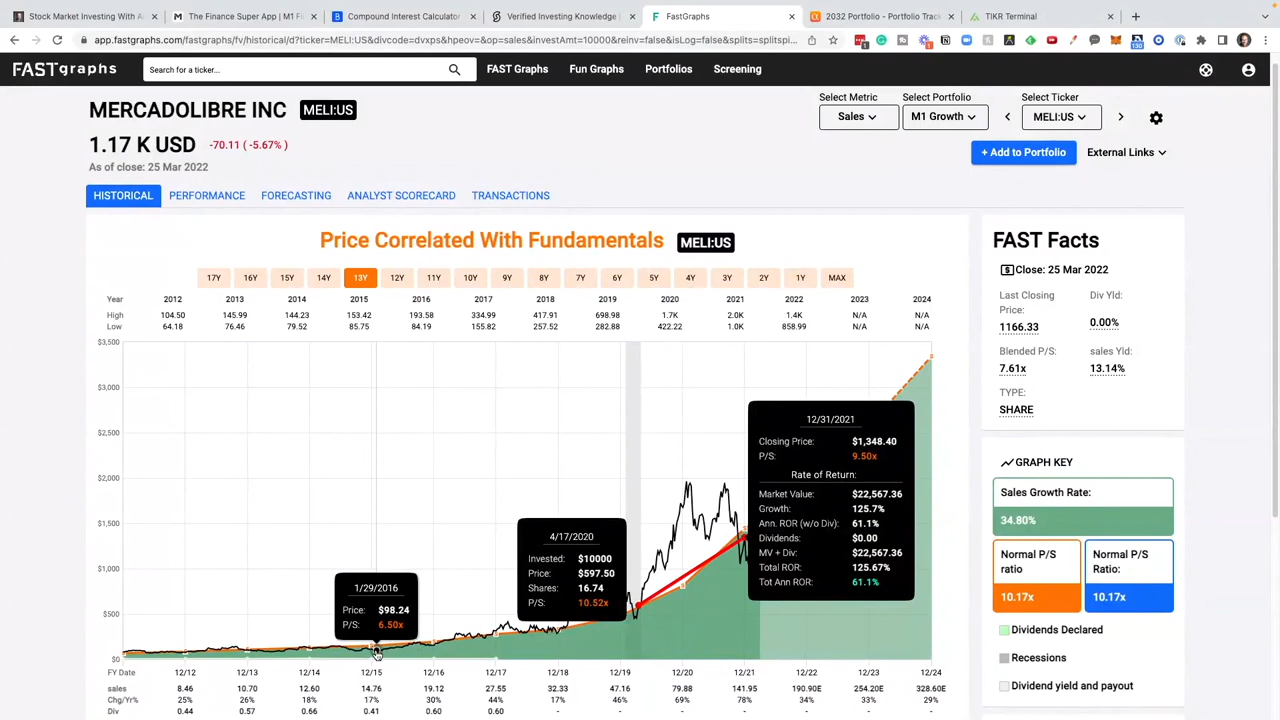 Stock Market Investing With A
The Finance Super App | M1 Fi
Compound Interest Calculator
Verified Investing Knowledge
FastGraphs
2032 Portfolio - Portfolio Track
TIKR Terminal
app.fastgraphs.com/fastgraphs/fv/historical/d?ticker=MELI:US&divcode=dvxps&hpeov=&op=sales&investAmt=10000&reinv=false&isLog=false&splits=splitspi...
FASTgraphs
Search for a ticker...
FAST Graphs
Fun Graphs
Portfolios
Screening
MERCADOLIBRE INC MELI:US
1.17 K USD -70.11 ( -5.67% )
As of close: 25 Mar 2022
Select Metric
Sales
Select Portfolio
M1 Growth
Select Ticker
MELI:US
+ Add to Portfolio
External Links
HISTORICAL PERFORMANCE FORECASTING ANALYST SCORECARD TRANSACTIONS
Price Correlated With Fundamentals MELI:US
17Y 16Y 15Y 14Y 13Y 12Y 11Y 10Y 9Y 8Y 7Y 6Y 5Y 4Y 3Y 2Y 1Y MAX
Year 2012 2013 2014 2015 2016 2017 2018 2019 2020 2021 2022 2023 2024
High 104.50 145.99 144.23 153.42 193.58 334.99 417.91 698.98 1.7K 2.0K 1.4K N/A N/A
Low 64.18 76.46 79.52 85.75 84.19 155.82 257.52 282.88 422.22 1.0K 858.99 N/A N/A
$3,500
$3,000
$2,500
$2,000
$1,500
$1,000
$500
$0
1/29/2016
Price: $98.24
P/S: 6.50x
4/17/2020
Invested: $10000
Price: $597.50
Shares: 16.74
P/S: 10.52x
12/31/2021
Closing Price: $1,348.40
P/S: 9.50x
Rate of Return:
Market Value: $22,567.36
Growth: 125.7%
Ann. ROR (w/o Div): 61.1%
Dividends: $0.00
MV + Div: $22,567.36
Total ROR: 125.67%
Tot Ann ROR: 61.1%
FY Date 12/12 12/13 12/14 12/15 12/16 12/17 12/18 12/19 12/20 12/21 12/22 12/23 12/24
sales 8.46 10.70 12.60 14.76 19.12 27.55 32.33 47.16 79.88 141.95 190.90E 254.20E 328.60E
Chg/Yr% 25% 26% 18% 17% 30% 44% 17% 46% 69% 78% 34% 33% 29%
Div 0.44 0.57 0.66 0.41 0.60 0.60 - - - - - - -
FAST Facts
Close: 25 Mar 2022
Last Closing Price: 1166.33
Div Yld: 0.00%
Blended P/S: 7.61x
sales Yld: 13.14%
TYPE:
SHARE
GRAPH KEY
Sales Growth Rate:
34.80%
Normal P/S ratio
10.17x
Normal P/S Ratio:
10.17x
Dividends Declared
Recessions
Dividend yield and payout